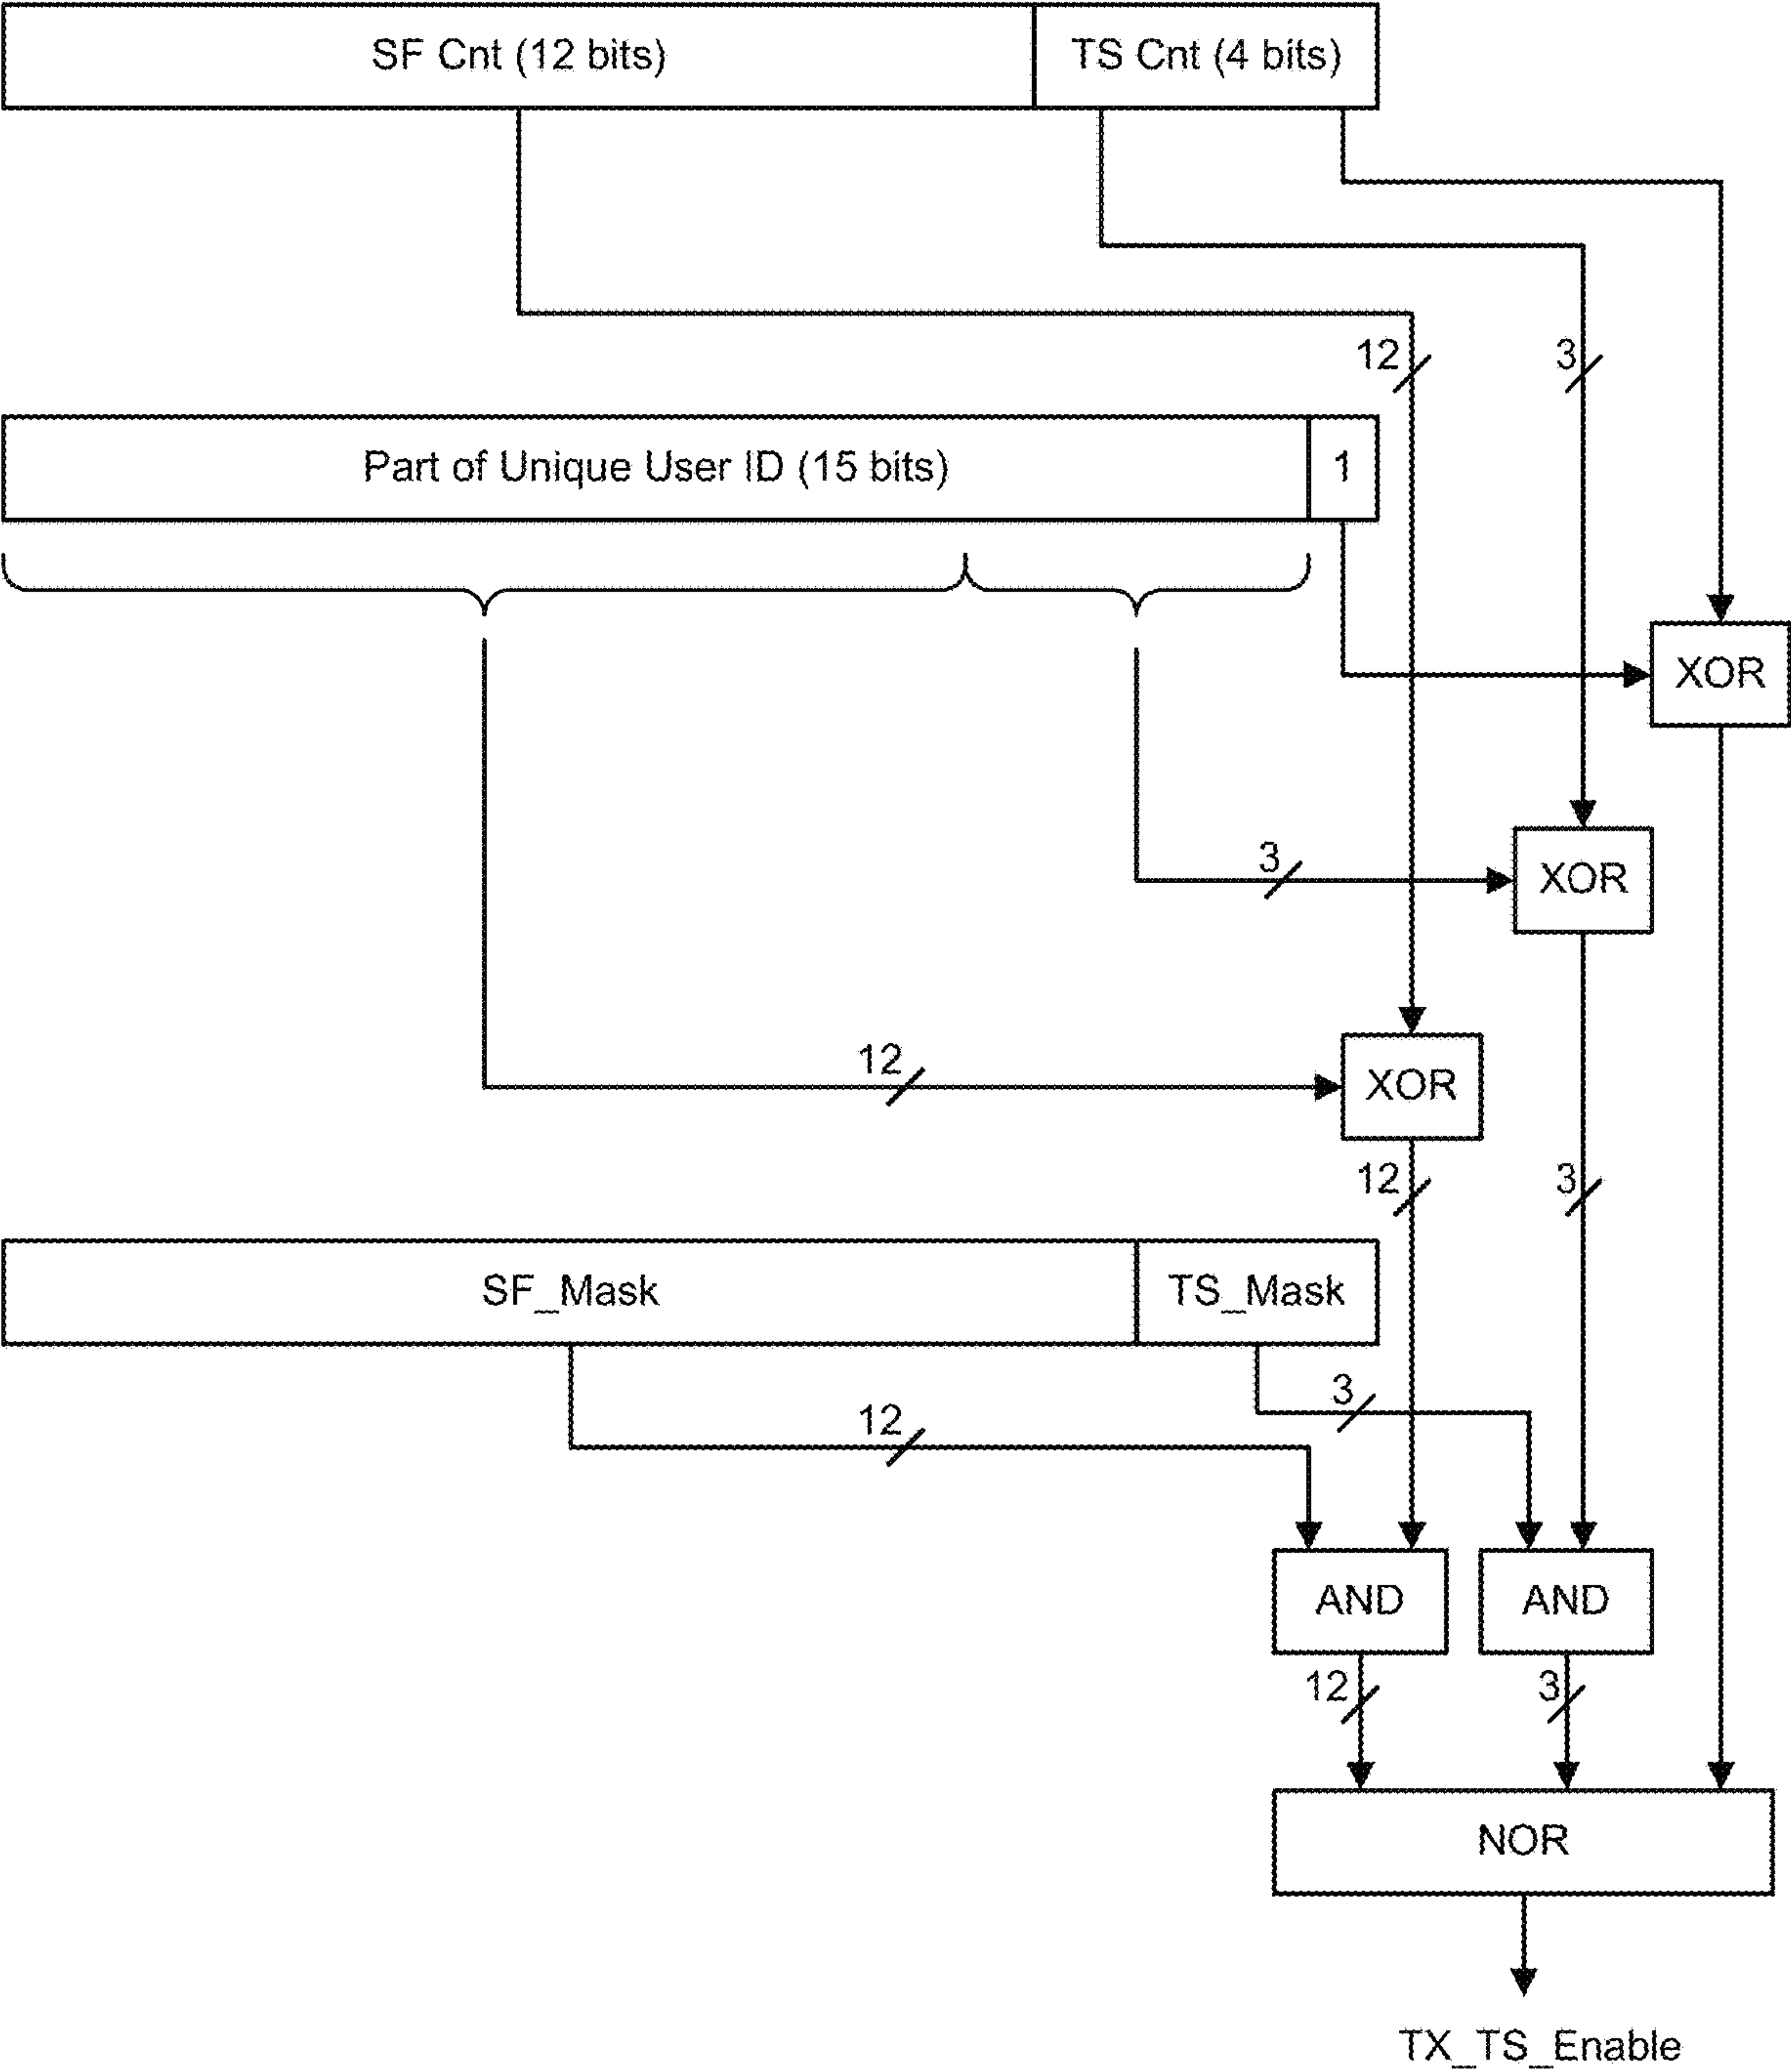 SF Cnt (12 bits) TS Cnt (4 bits)
12 3
Part of Unique User ID (15 bits) 1
XOR
3 XOR
12 XOR
12 3
SF_Mask TS_Mask
3
12
AND AND
12 3
NOR
TX_TS_Enable